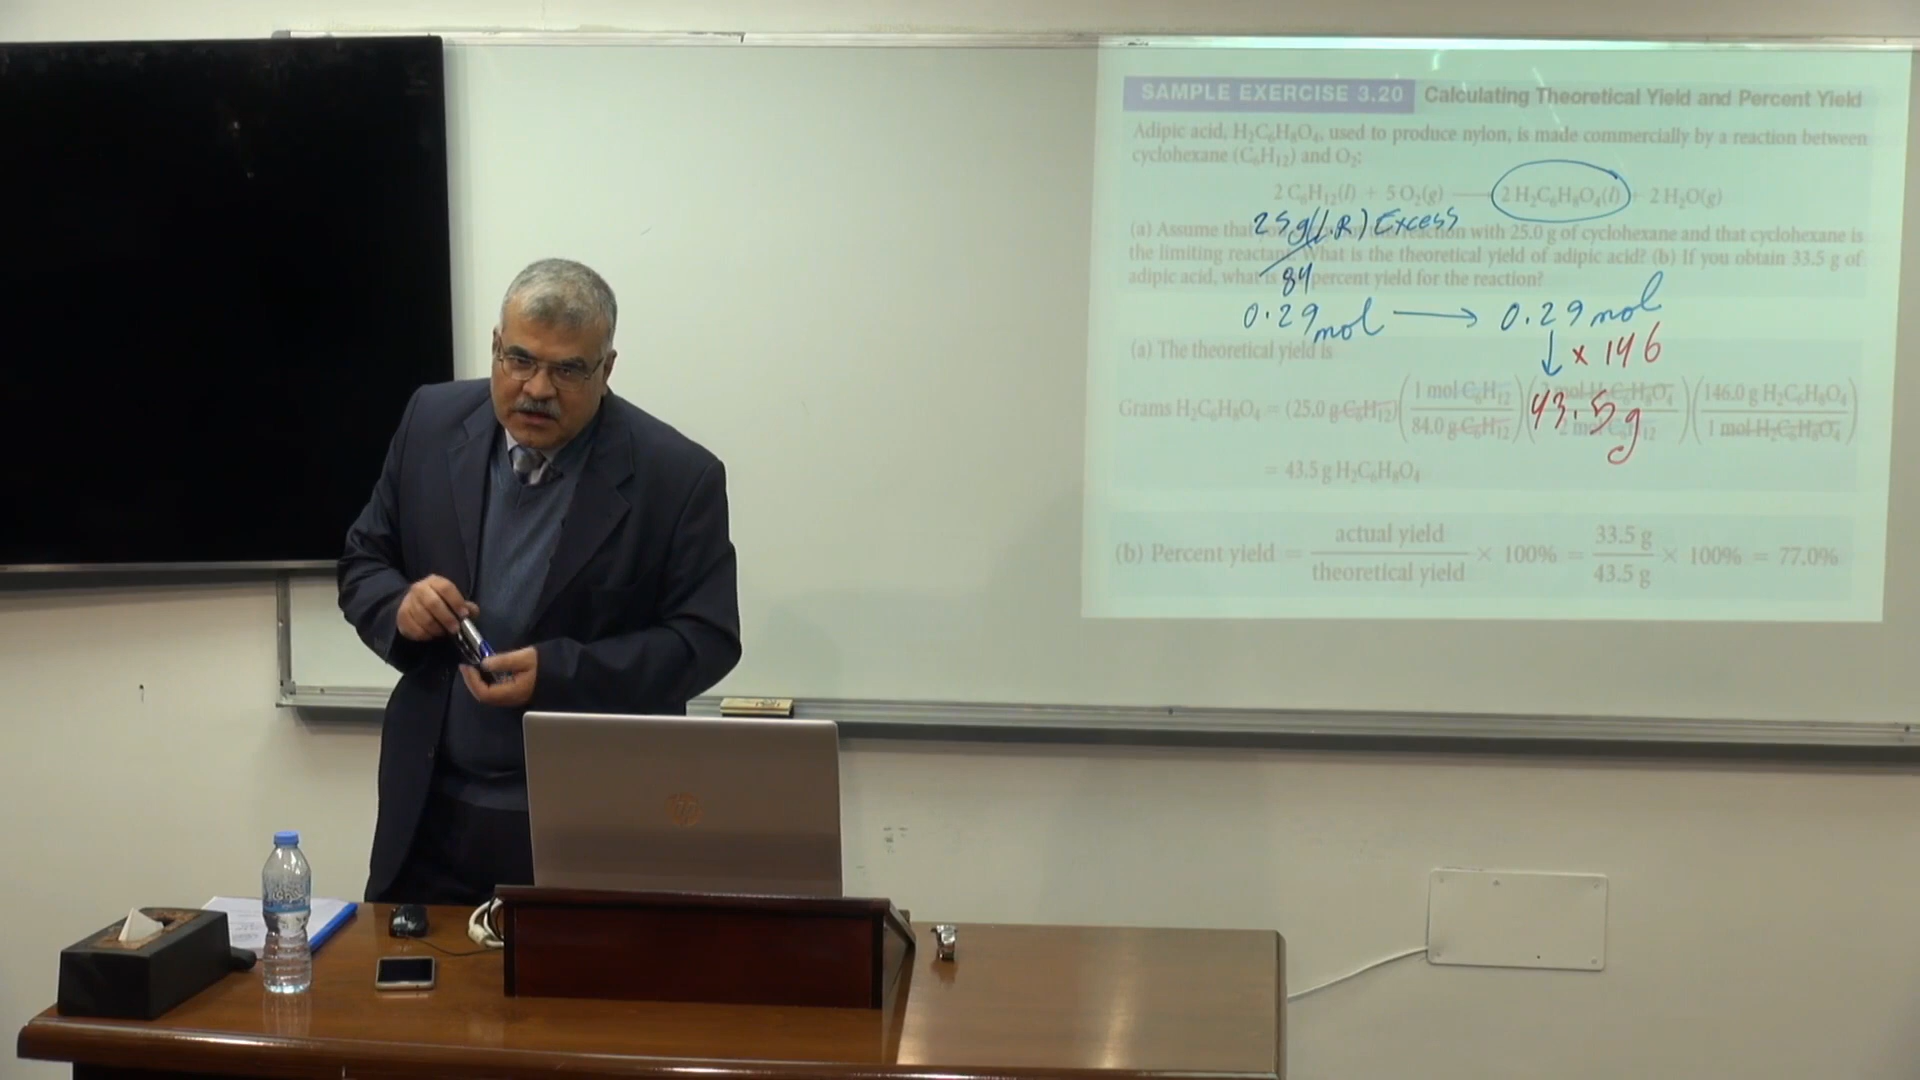 SAMPLE EXERCISE 3.20 Calculating Theoretical Yield and Percent Yield
Adipic acid, H₂C₆H₈O₄, used to produce nylon, is made commercially by a reaction between
cyclohexane (C₆H₁₂) and O₂:
2 C₆H₁₂(l) + 5 O₂(g) ⟶ 2 H₂C₆H₈O₄(l) + 2 H₂O(g)
25g(L.R) Excess
(a) Assume that reaction with 25.0 g of cyclohexane and that cyclohexane is
the limiting reactant. What is the theoretical yield of adipic acid? (b) If you obtain 33.5 g of
84
adipic acid, what is percent yield for the reaction?
0.29 mol ⟶ 0.29 mol
↓ × 146
(a) The theoretical yield is
43.5 g
Grams H₂C₆H₈O₄ = (25.0 g C₆H₁₂)(1 mol C₆H₁₂ / 84.0 g C₆H₁₂)(2 mol H₂C₆H₈O₄ / 2 mol C₆H₁₂)(146.0 g H₂C₆H₈O₄ / 1 mol H₂C₆H₈O₄)
= 43.5 g H₂C₆H₈O₄
(b) Percent yield = actual yield / theoretical yield × 100% = 33.5 g / 43.5 g × 100% = 77.0%
hp